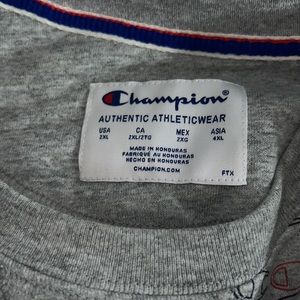 Champion®
AUTHENTIC ATHLETICWEAR
USA CA MEX ASIA
2XL 2XL/2TG 2XG 4XL
MADE IN HONDURAS
FABRIQUÉ AU HONDURAS
HECHO EN HONDURAS
CHAMPION.COM
FTX